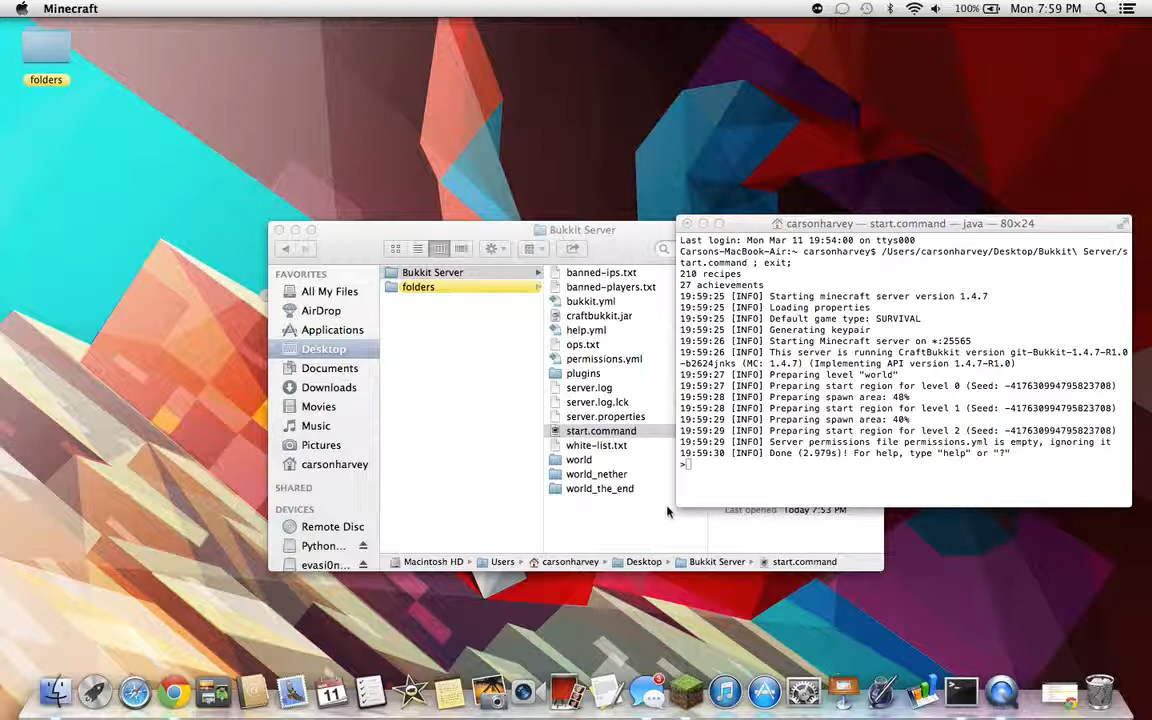 Minecraft
100%
Mon 7:59 PM
folders
Bukkit Server
FAVORITES
All My Files
AirDrop
Applications
Desktop
Documents
Downloads
Movies
Music
Pictures
carsonharvey
SHARED
DEVICES
Remote Disc
Python...
evasi0n...
Bukkit Server
folders
banned-ips.txt
banned-players.txt
bukkit.yml
craftbukkit.jar
help.yml
ops.txt
permissions.yml
plugins
server.log
server.log.lck
server.properties
start.command
white-list.txt
world
world_nether
world_the_end
Last opened Today 7:53 PM
Macintosh HD
Users
carsonharvey
Desktop
Bukkit Server
start.command
carsonharvey — start.command — java — 80×24
Last login: Mon Mar 11 19:54:00 on ttys000
Carsons-MacBook-Air:~ carsonharvey$ /Users/carsonharvey/Desktop/Bukkit\ Server/s
tart.command ; exit;
210 recipes
27 achievements
19:59:25 [INFO] Starting minecraft server version 1.4.7
19:59:25 [INFO] Loading properties
19:59:25 [INFO] Default game type: SURVIVAL
19:59:25 [INFO] Generating keypair
19:59:26 [INFO] Starting Minecraft server on *:25565
19:59:26 [INFO] This server is running CraftBukkit version git-Bukkit-1.4.7-R1.0
-b2624jnks (MC: 1.4.7) (Implementing API version 1.4.7-R1.0)
19:59:27 [INFO] Preparing level "world"
19:59:27 [INFO] Preparing start region for level 0 (Seed: -417630994795823708)
19:59:28 [INFO] Preparing spawn area: 48%
19:59:28 [INFO] Preparing start region for level 1 (Seed: -417630994795823708)
19:59:29 [INFO] Preparing spawn area: 40%
19:59:29 [INFO] Preparing start region for level 2 (Seed: -417630994795823708)
19:59:29 [INFO] Server permissions file permissions.yml is empty, ignoring it
19:59:30 [INFO] Done (2.979s)! For help, type "help" or "?"
>
11
3